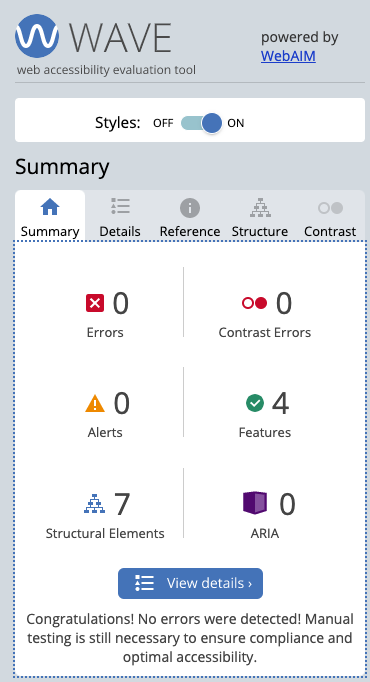 WAVE
web accessibility evaluation tool
powered by
WebAIM
Styles: OFF ON
Summary
Summary Details Reference Structure Contrast
0
Errors
0
Contrast Errors
0
Alerts
4
Features
7
Structural Elements
0
ARIA
View details ›
Congratulations! No errors were detected! Manual
testing is still necessary to ensure compliance and
optimal accessibility.